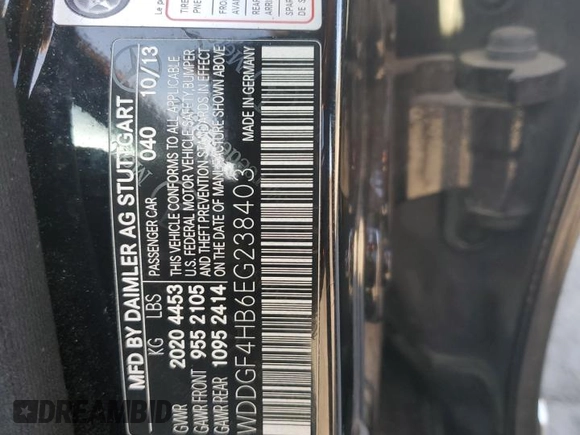 MFD BY DAIMLER AG STUTTGART
KG LBS PASSENGER CAR 040 10/13
GVWR 2020 4453 THIS VEHICLE CONFORMS TO ALL APPLICABLE
GAWR FRONT 955 2105 U.S. FEDERAL MOTOR VEHICLE SAFETY, BUMPER
AND THEFT PREVENTION STANDARDS IN EFFECT
GAWR REAR 1095 2414 ON THE DATE OF MANUFACTURE SHOWN ABOVE
WDDGF4HB6EG238403 MADE IN GERMANY
DREAMBID